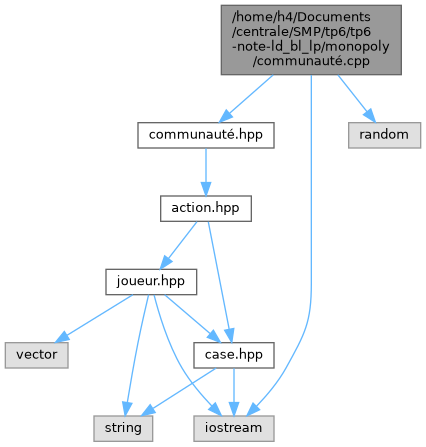 /home/h4/Documents
/centrale/SMP/tp6/tp6
-note-ld_bl_lp/monopoly
/communauté.cpp
communauté.hpp
random
action.hpp
joueur.hpp
vector
case.hpp
string
iostream